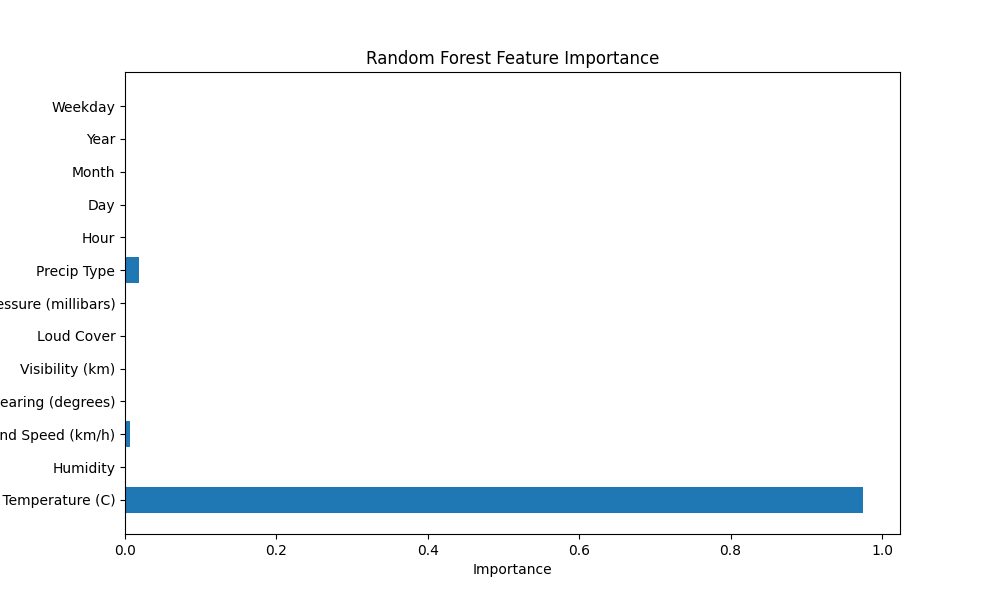 Random Forest Feature Importance
Weekday
Year
Month
Day
Hour
Precip Type
essure (millibars)
Loud Cover
Visibility (km)
earing (degrees)
nd Speed (km/h)
Humidity
Temperature (C)
0.0 0.2 0.4 0.6 0.8 1.0
Importance